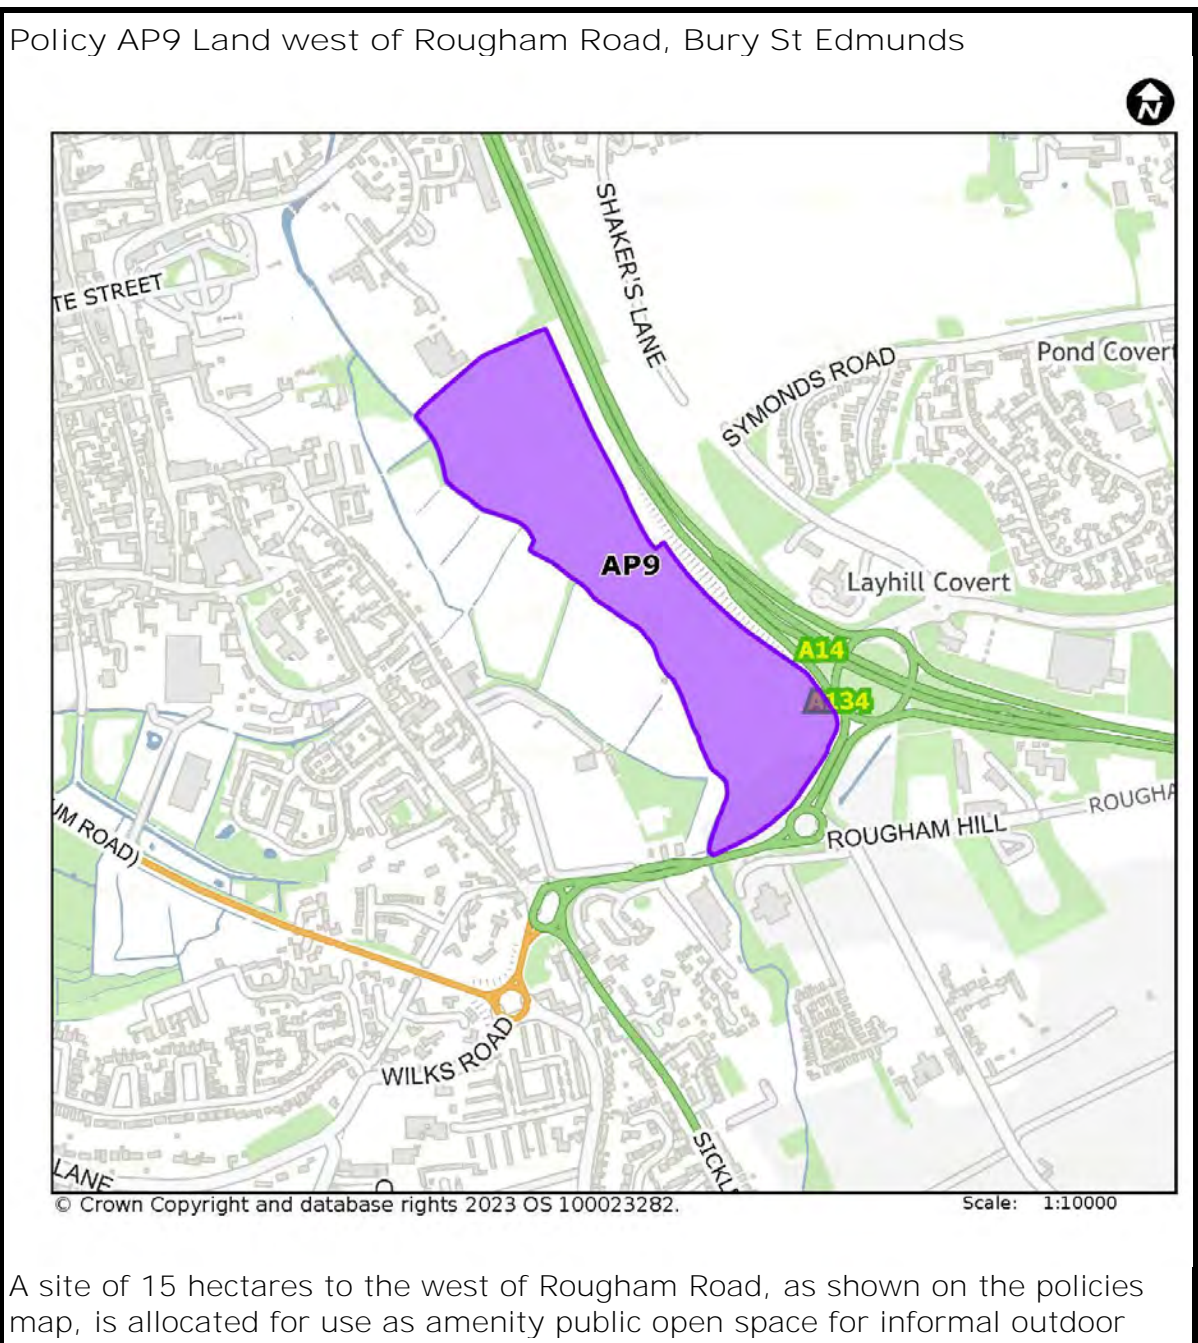 Policy AP9 Land west of Rougham Road, Bury St Edmunds
N
SHAKER'S LANE
TE STREET
SYMONDS ROAD
Pond Cover
AP9
Layhill Covert
A14
A134
ROUGHA
UM ROAD)
ROUGHAM HILL
WILKS ROAD
SICKL
LANE
© Crown Copyright and database rights 2023 OS 100023282.
Scale: 1:10000
A site of 15 hectares to the west of Rougham Road, as shown on the policies
map, is allocated for use as amenity public open space for informal outdoor